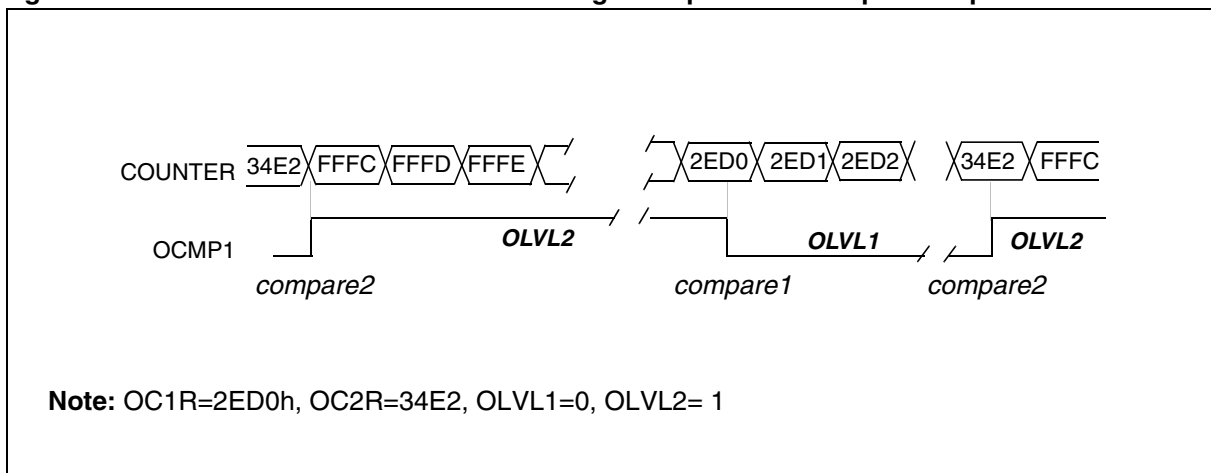 COUNTER 34E2 FFFC FFFD FFFE 2ED0 2ED1 2ED2 34E2 FFFC
OCMP1 OLVL2 OLVL1 OLVL2
compare2 compare1 compare2
Note: OC1R=2ED0h, OC2R=34E2, OLVL1=0, OLVL2= 1